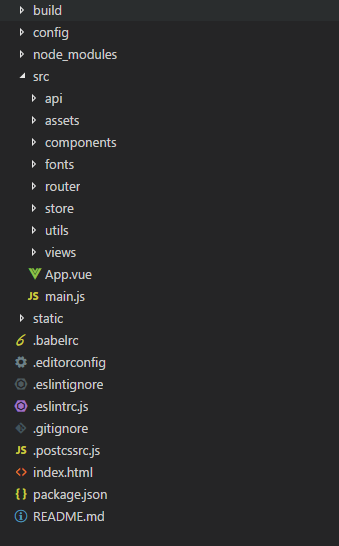 build
config
node_modules
src
api
assets
components
fonts
router
store
utils
views
App.vue
JS main.js
static
.babelrc
.editorconfig
.eslintignore
.eslintrc.js
.gitignore
JS .postcssrc.js
<> index.html
{ } package.json
README.md